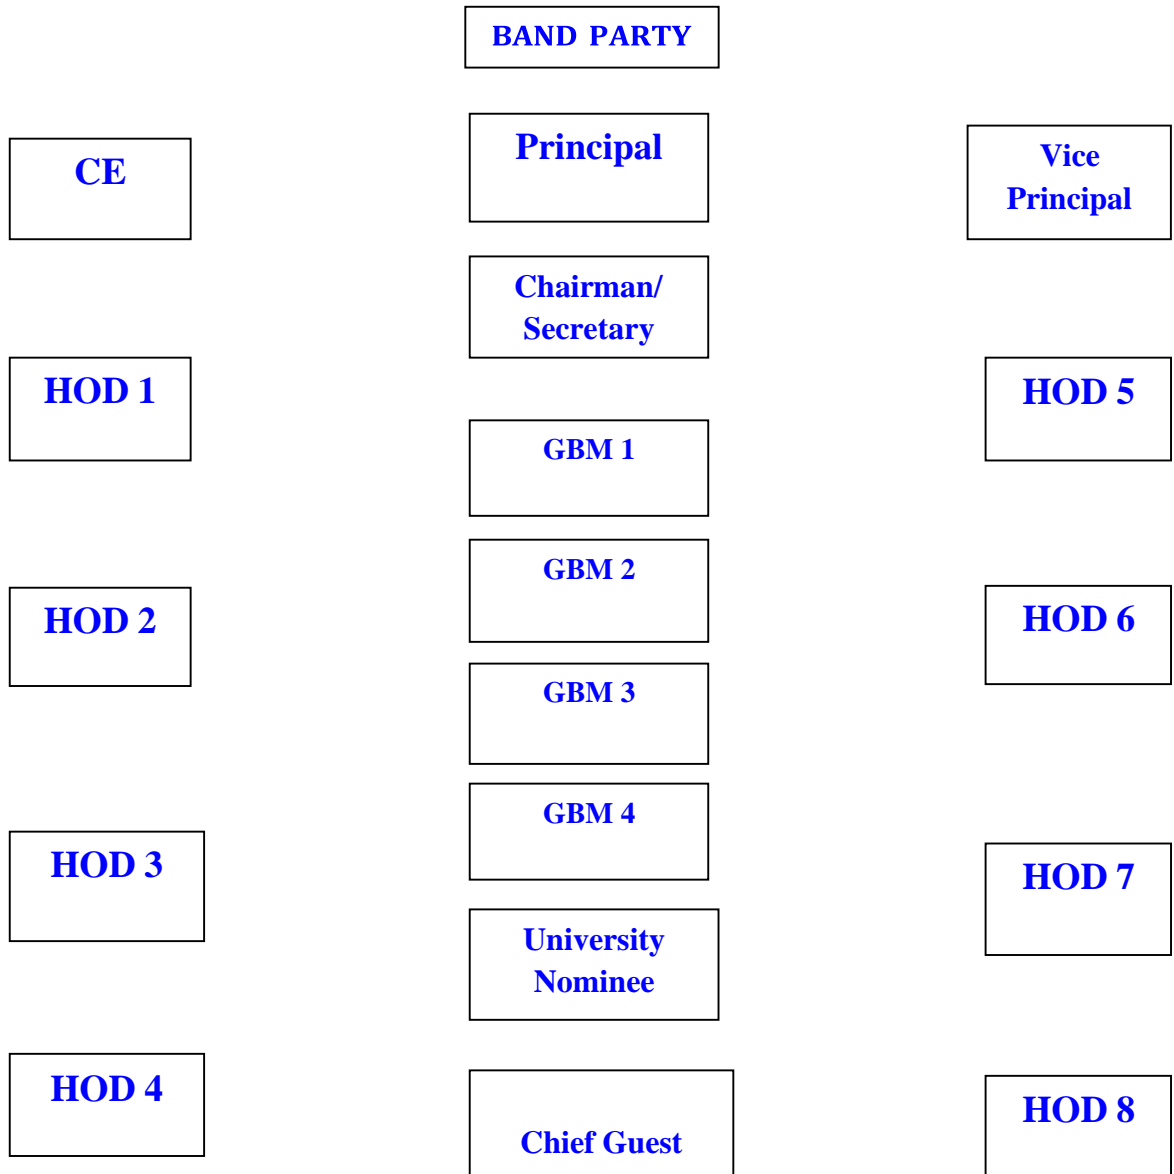 BAND PARTY
Principal
CE
Vice
Principal
Chairman/
Secretary
HOD 1
HOD 5
GBM 1
GBM 2
HOD 2
HOD 6
GBM 3
GBM 4
HOD 3
HOD 7
University
Nominee
HOD 4
HOD 8
Chief Guest